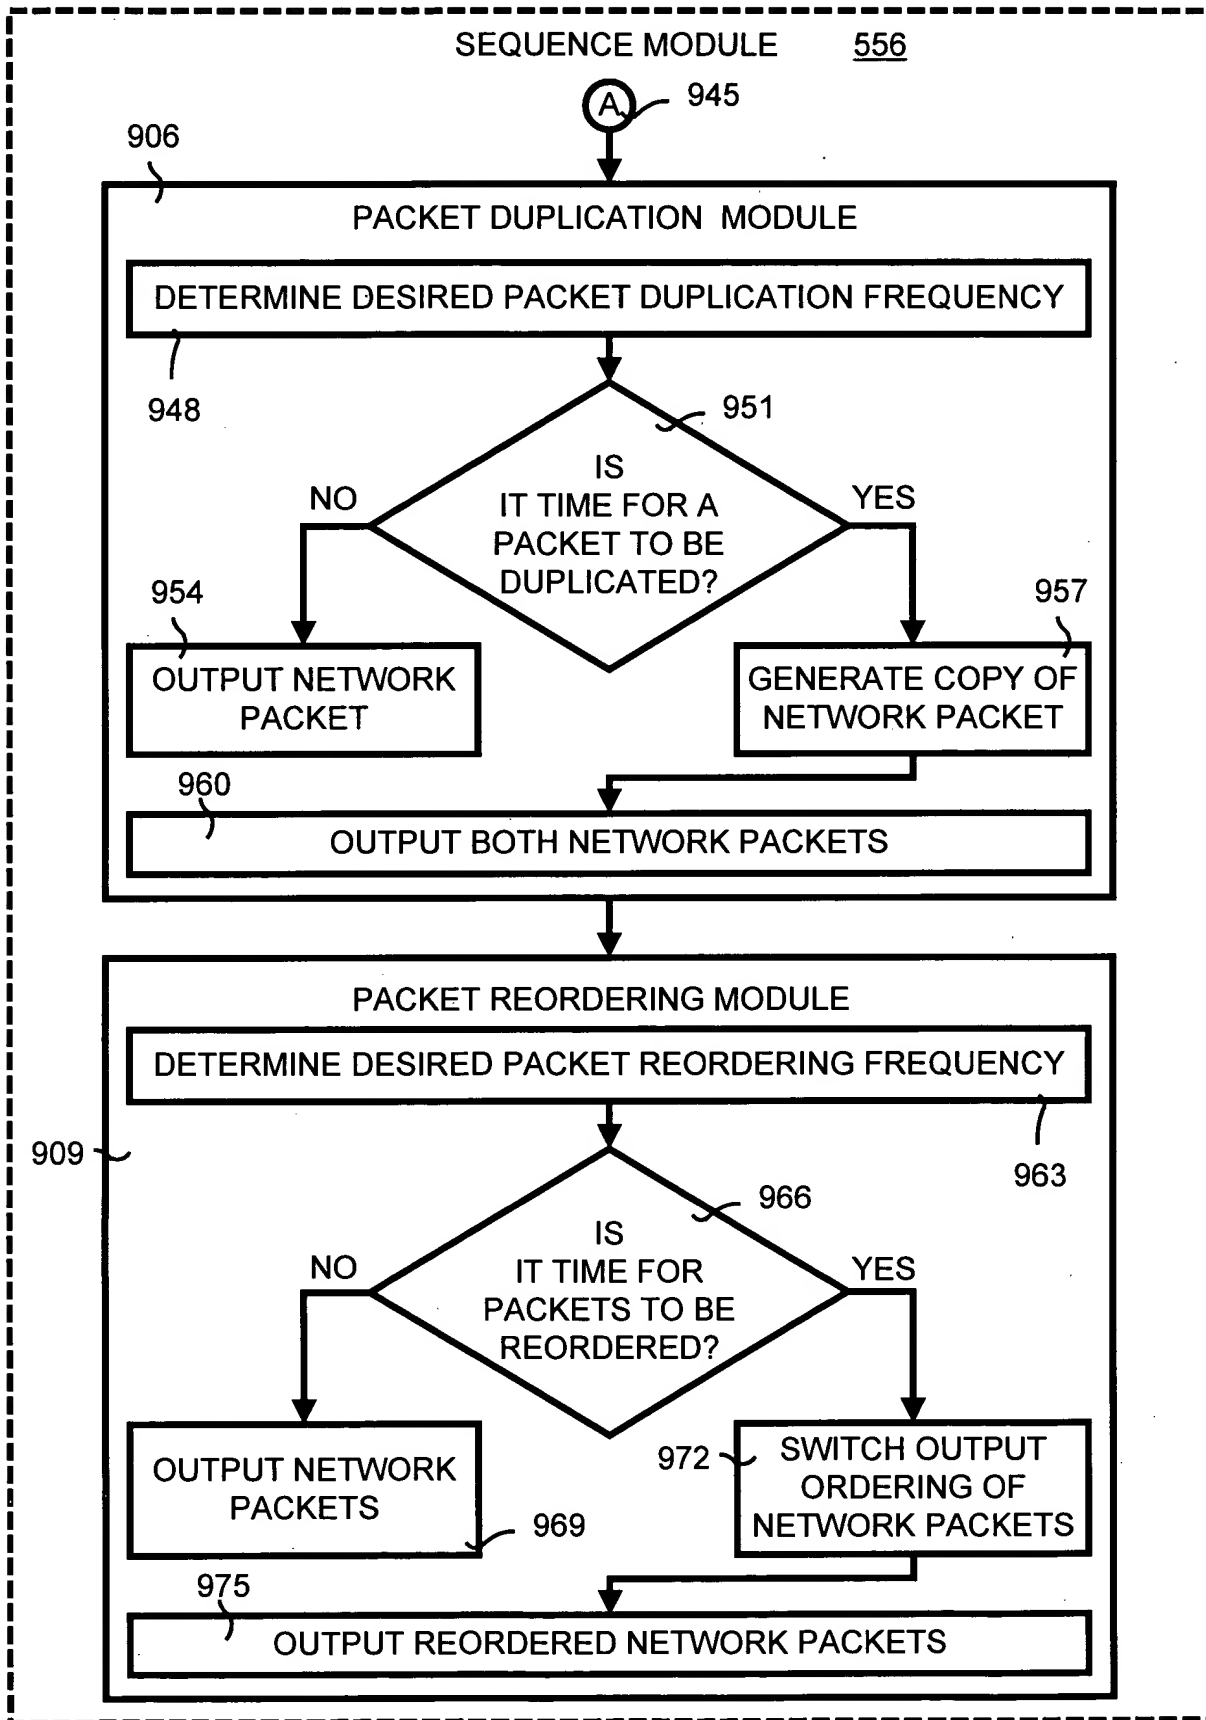 SEQUENCE MODULE 556
A 945
906
PACKET DUPLICATION MODULE
DETERMINE DESIRED PACKET DUPLICATION FREQUENCY
948
951
IS
IT TIME FOR A
PACKET TO BE
DUPLICATED?
NO
YES
954
957
OUTPUT NETWORK
PACKET
GENERATE COPY OF
NETWORK PACKET
960
OUTPUT BOTH NETWORK PACKETS
PACKET REORDERING MODULE
DETERMINE DESIRED PACKET REORDERING FREQUENCY
909
963
966
IS
IT TIME FOR
PACKETS TO BE
REORDERED?
NO
YES
OUTPUT NETWORK
PACKETS
969
972
SWITCH OUTPUT
ORDERING OF
NETWORK PACKETS
975
OUTPUT REORDERED NETWORK PACKETS